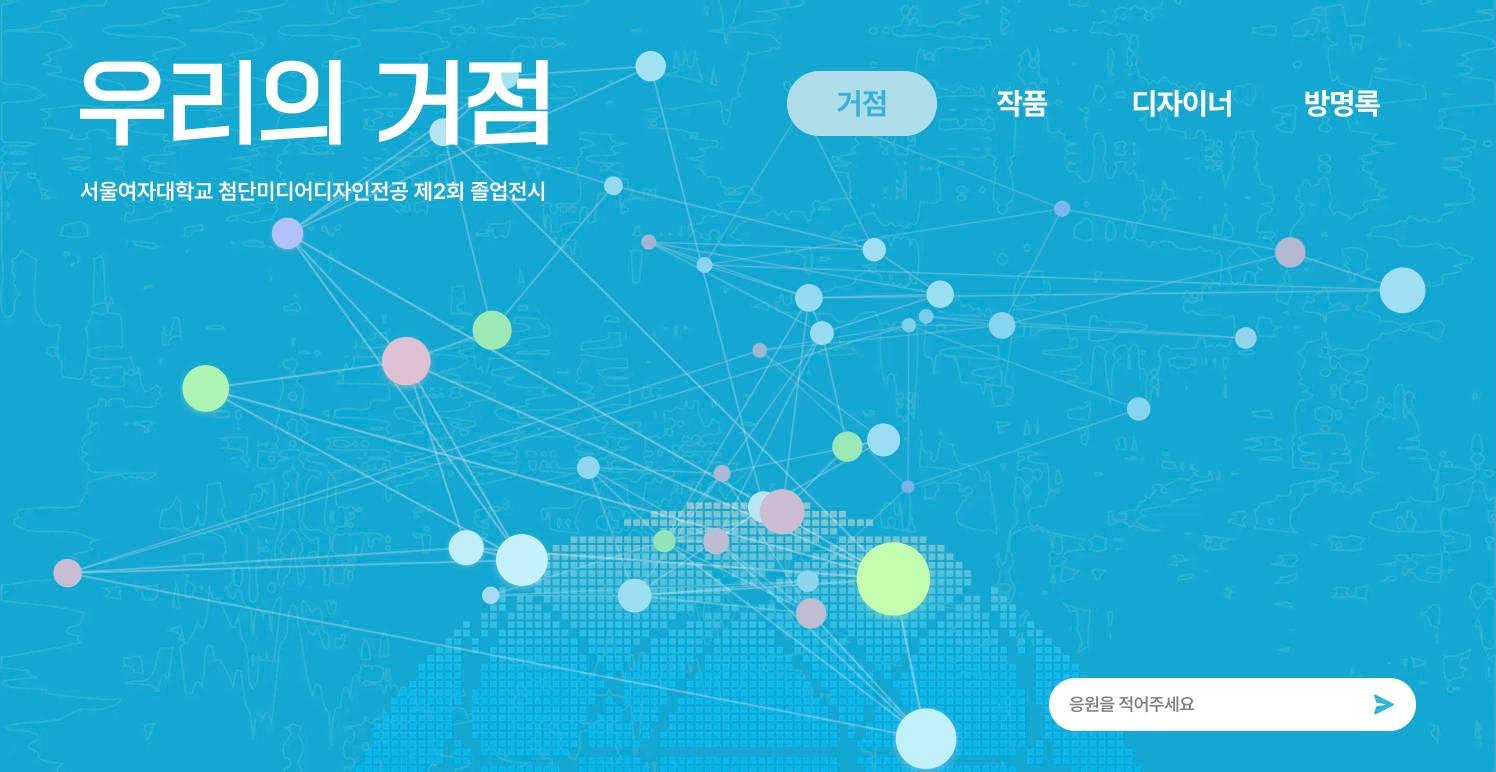 우리의 거점
거점
작품
디자이너
방명록
서울여자대학교 첨단미디어디자인전공 제2회 졸업전시
응원을 적어주세요